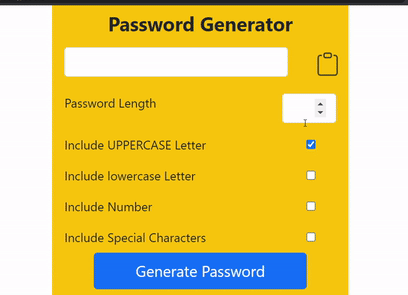 Password Generator
Password Length
Include UPPERCASE Letter
Include lowercase Letter
Include Number
Include Special Characters
Generate Password